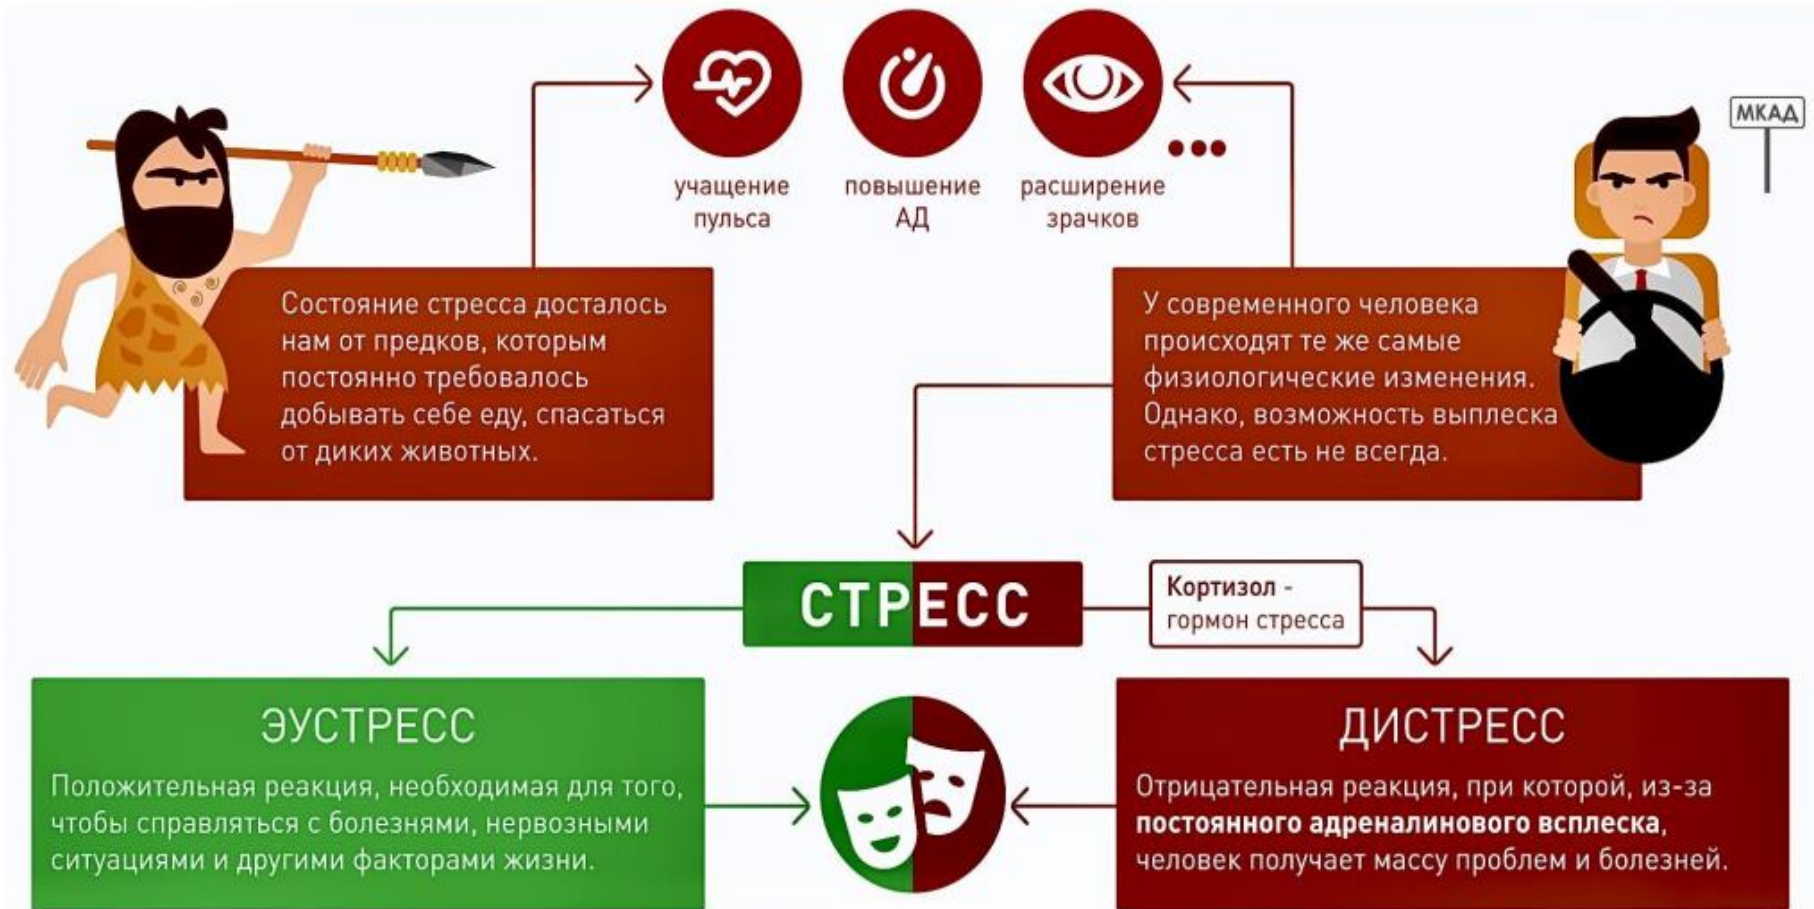 учащение
пульса
повышение
АД
расширение
зрачков
МКАД
Состояние стресса досталось
нам от предков, которым
постоянно требовалось
добывать себе еду, спасаться
от диких животных.
У современного человека
происходят те же самые
физиологические изменения.
Однако, возможность выплеска
стресса есть не всегда.
СТРЕСС
Кортизол -
гормон стресса
ЭУСТРЕСС
Положительная реакция, необходимая для того,
чтобы справляться с болезнями, нервозными
ситуациями и другими факторами жизни.
ДИСТРЕСС
Отрицательная реакция, при которой, из-за
постоянного адреналинового всплеска,
человек получает массу проблем и болезней.